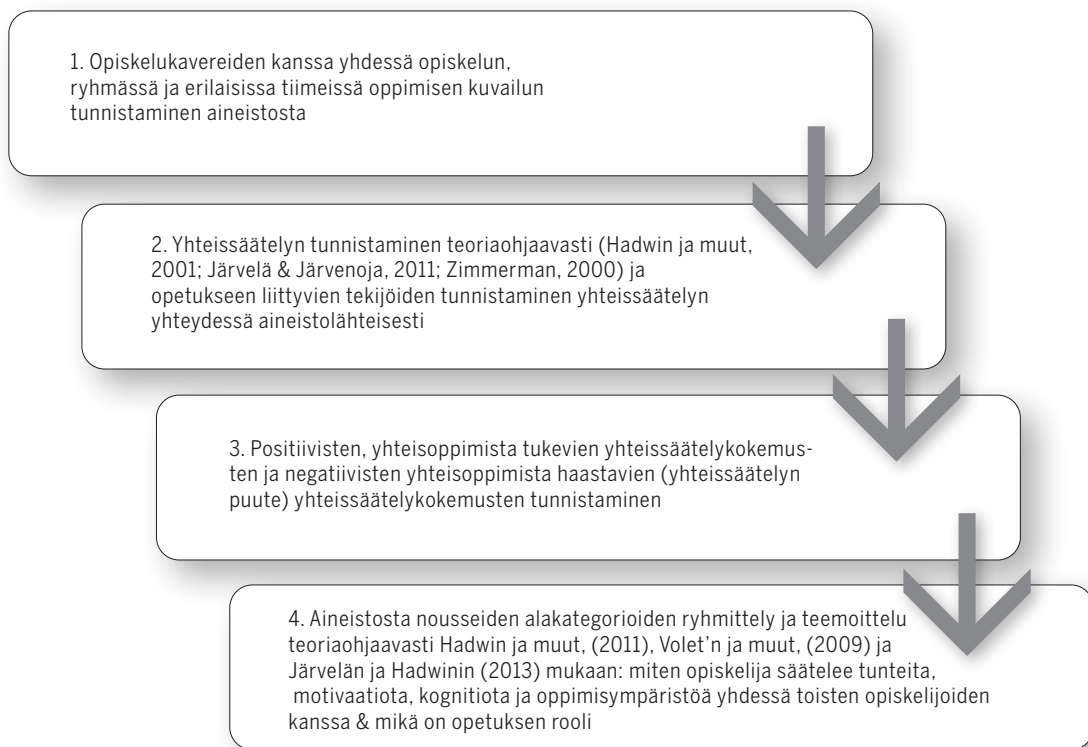 1. Opiskelukavereiden kanssa yhdessä opiskelun,
ryhmässä ja erilaisissa tiimeissä oppimisen kuvailun
tunnistaminen aineistosta
2. Yhteissäätelyn tunnistaminen teoriaohjaavasti (Hadwin ja muut,
2001; Järvelä & Järvenoja, 2011; Zimmerman, 2000) ja
opetukseen liittyvien tekijöiden tunnistaminen yhteissäätelyn
yhteydessä aineistolähteisesti
3. Positiivisten, yhteisoppimista tukevien yhteissäätelykokemus-
ten ja negatiivisten yhteisoppimista haastavien (yhteissäätelyn
puute) yhteissäätelykokemusten tunnistaminen
4. Aineistosta nousseiden alakategorioiden ryhmittely ja teemoittelu
teoriaohjaavasti Hadwin ja muut, (2011), Volet’n ja muut, (2009) ja
Järvelän ja Hadwinin (2013) mukaan: miten opiskelija säätelee tunteita,
motivaatiota, kognitiota ja oppimisympäristöä yhdessä toisten opiskelijoiden
kanssa & mikä on opetuksen rooli